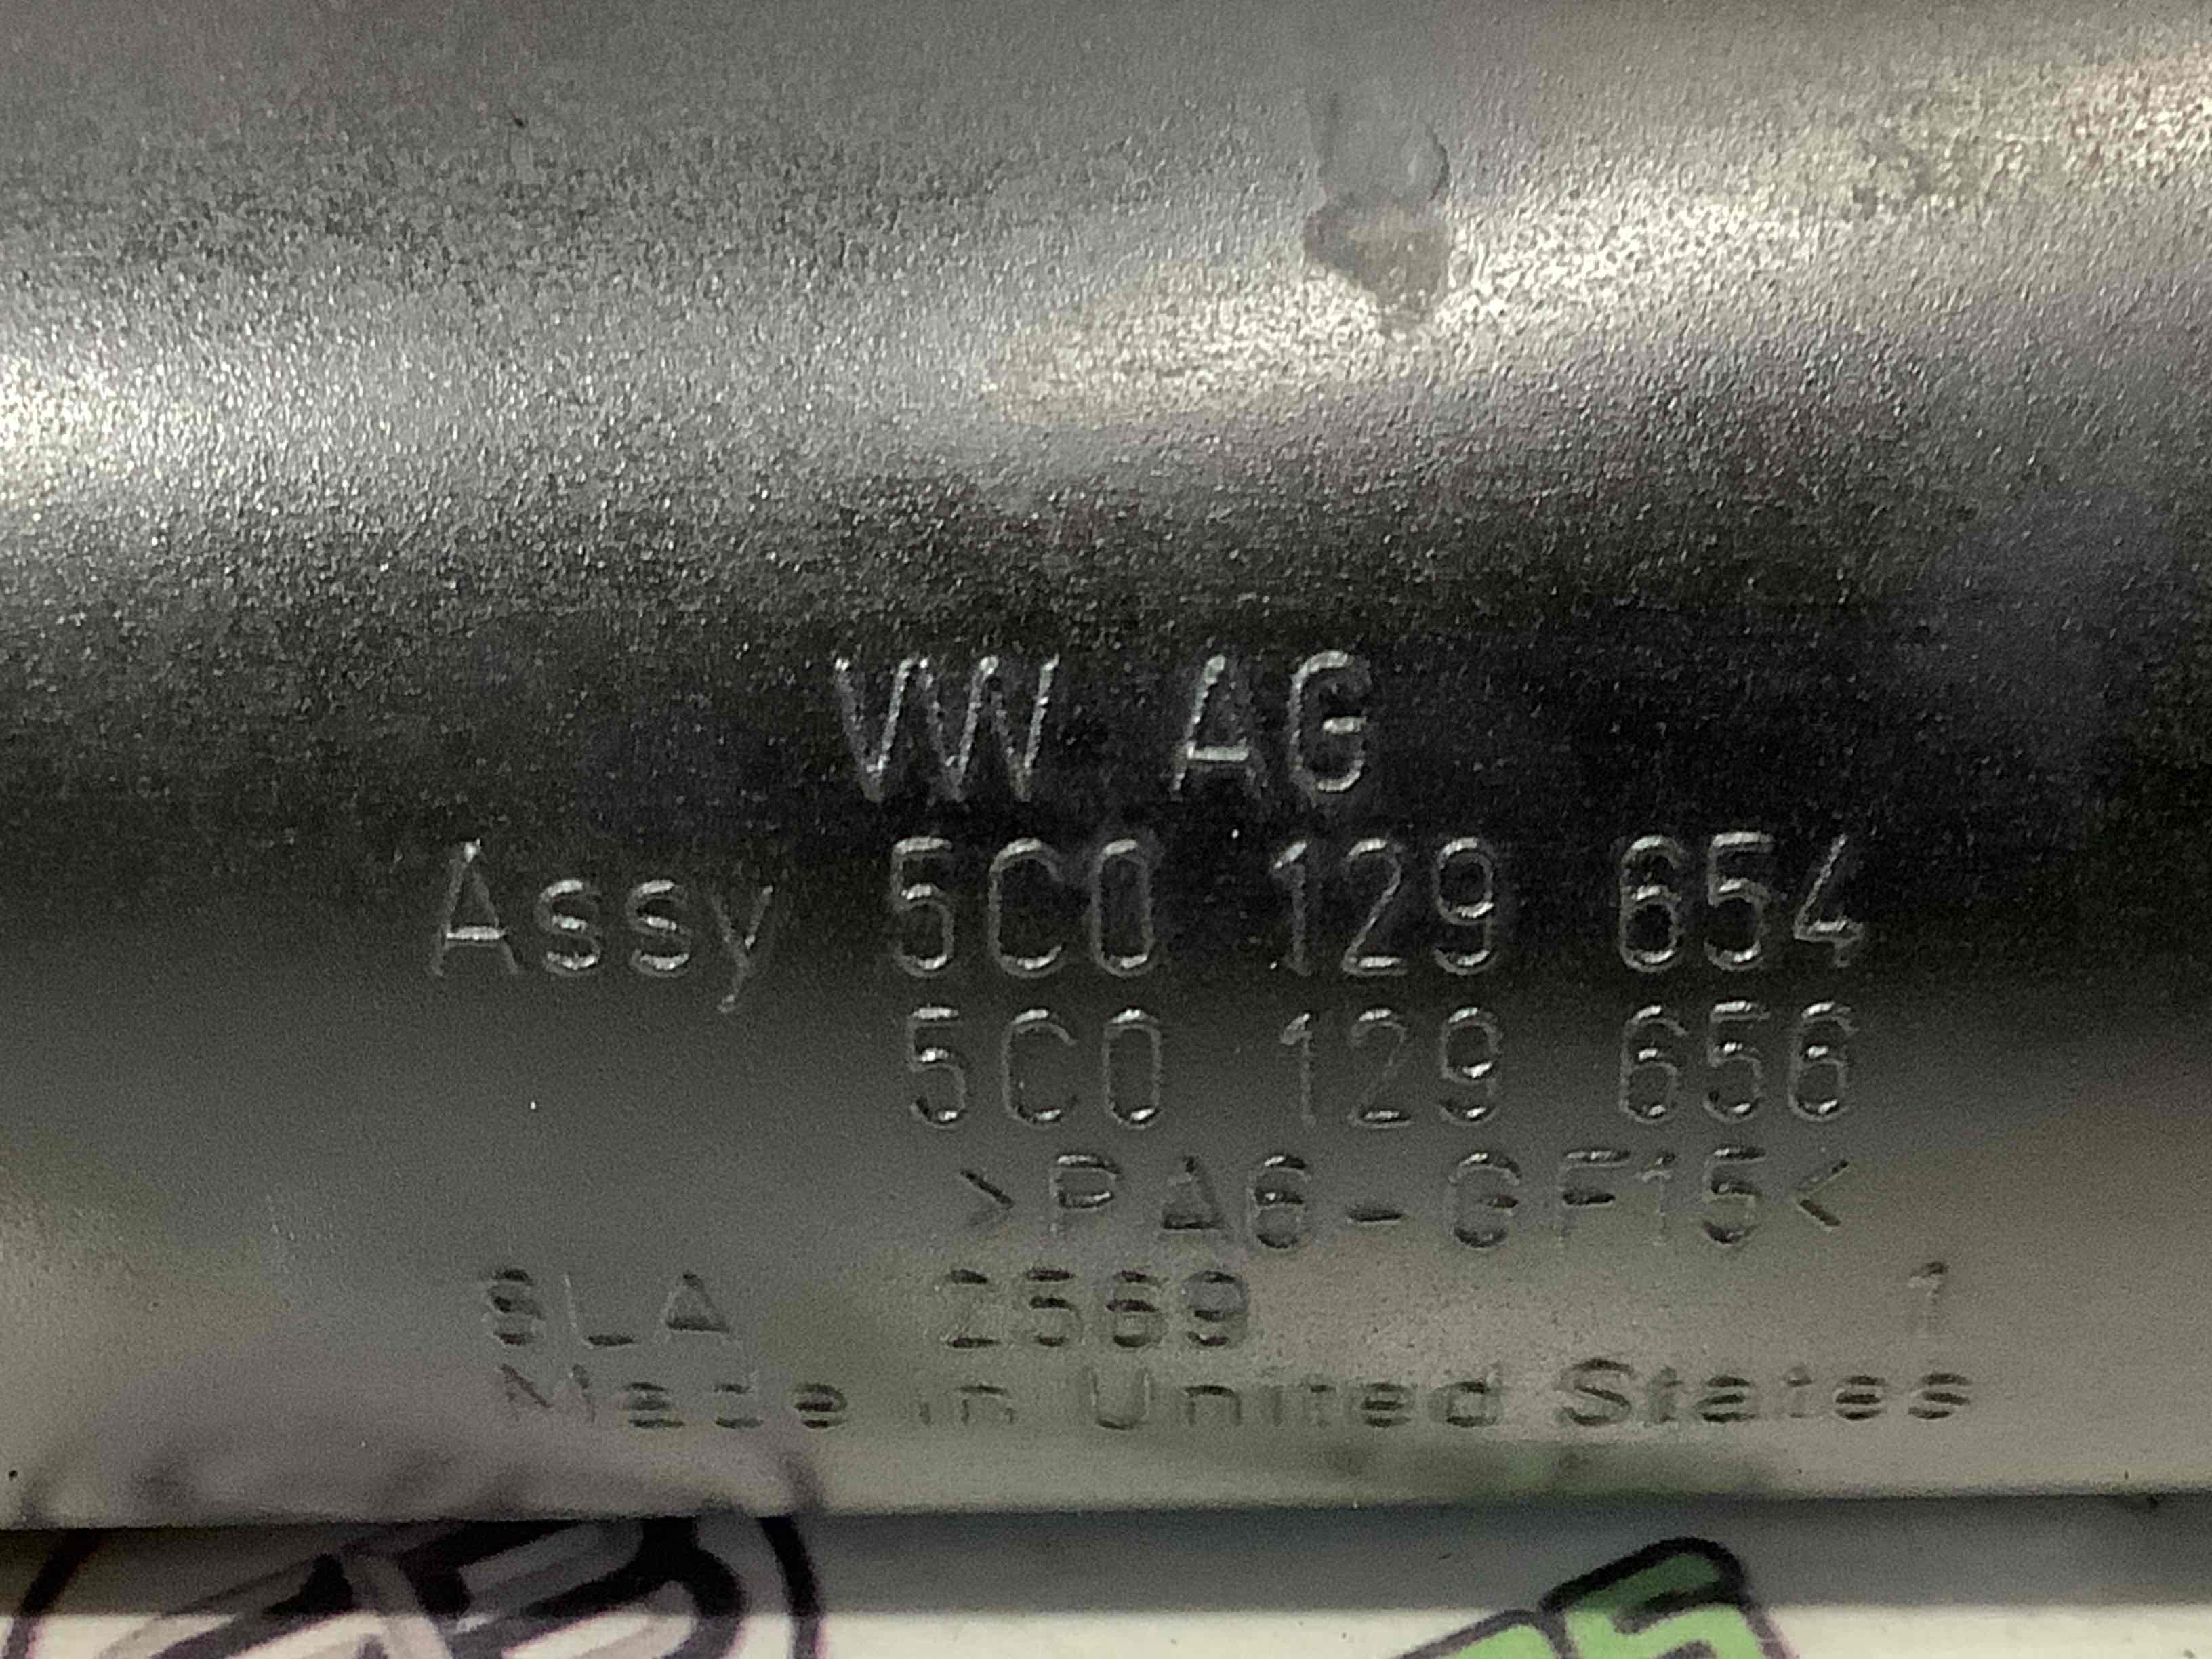 VW AG
Assy 5C0 129 654
5C0 129 656
>PA6-GF15<
SLA 2569 1
Made in United States